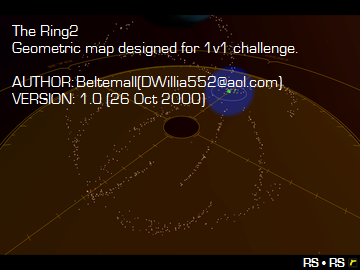 The Ring2
Geometric map designed for 1v1 challenge.
AUTHOR: Beltemall(DWillia552@aol.com)
VERSION: 1.0 (26 Oct 2000)
RS • RS r